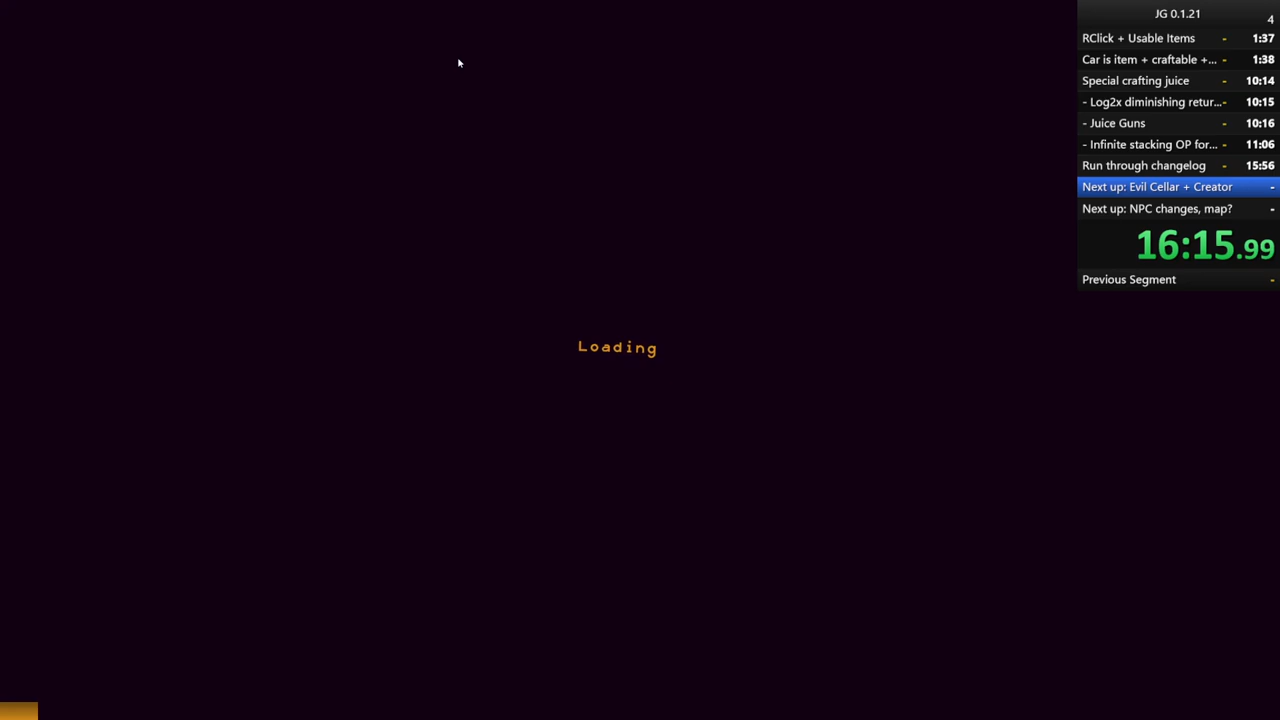 JG 0.1.21
4
RClick + Usable Items - 1:37
Car is item + craftable +... - 1:38
Special crafting juice - 10:14
- Log2x diminishing retur... - 10:15
- Juice Guns - 10:16
- Infinite stacking OP for... - 11:06
Run through changelog - 15:56
Next up: Evil Cellar + Creator -
Next up: NPC changes, map? -
16:15.99
Previous Segment -
Loading